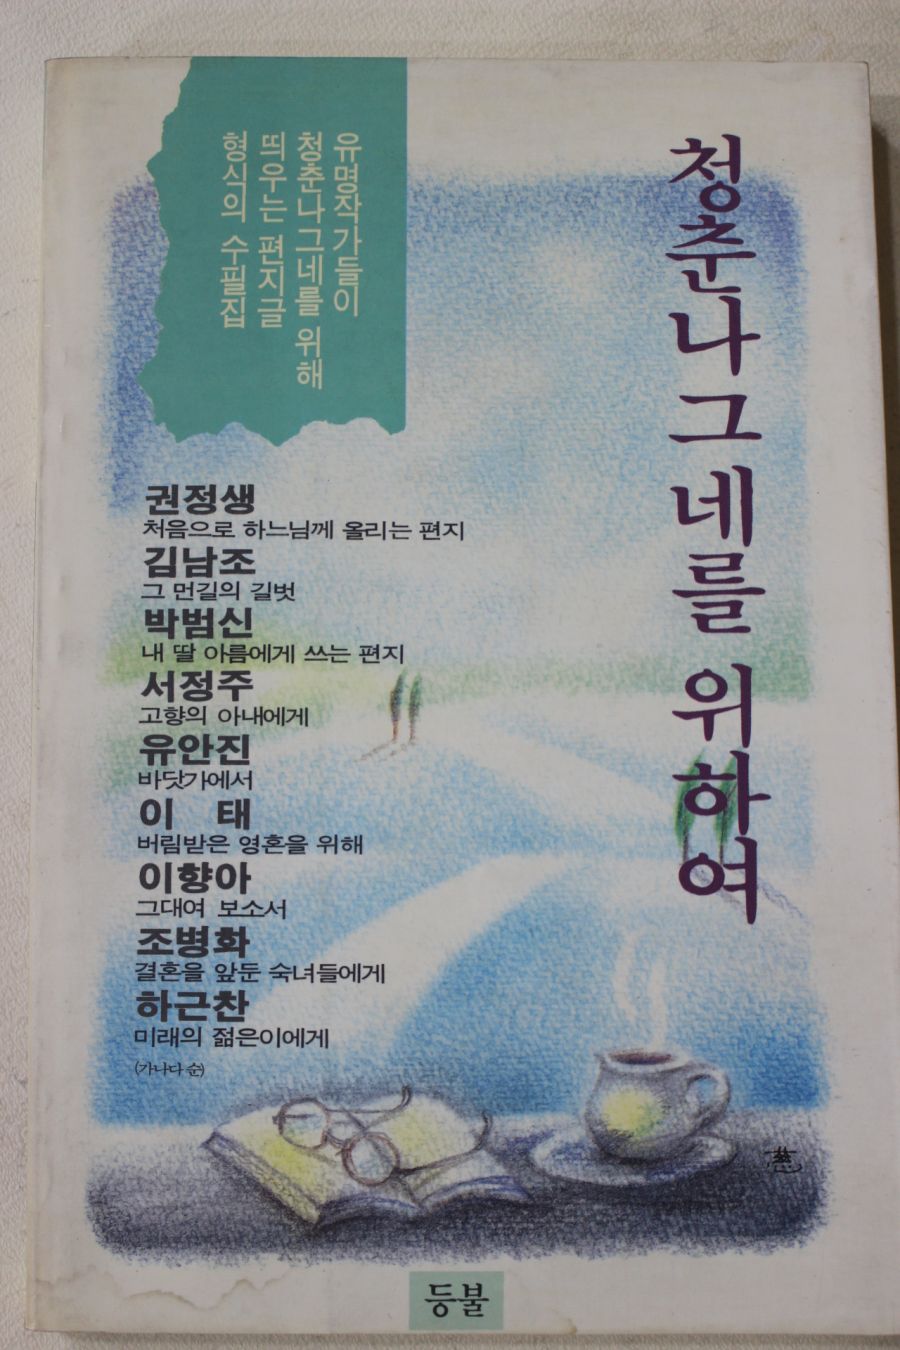 유명작가들이
청춘나그네를 위해
띄우는 편지글
형식의 수필집
청춘나그네를 위하여
권정생
처음으로 하느님께 올리는 편지
김남조
그 먼길의 길벗
박범신
내 딸 아름에게 쓰는 편지
서정주
고향의 아내에게
유안진
바닷가에서
이 태
버림받은 영혼을 위해
이향아
그대여 보소서
조병화
결혼을 앞둔 숙녀들에게
하근찬
미래의 젊은이에게
(가나다 순)
등불